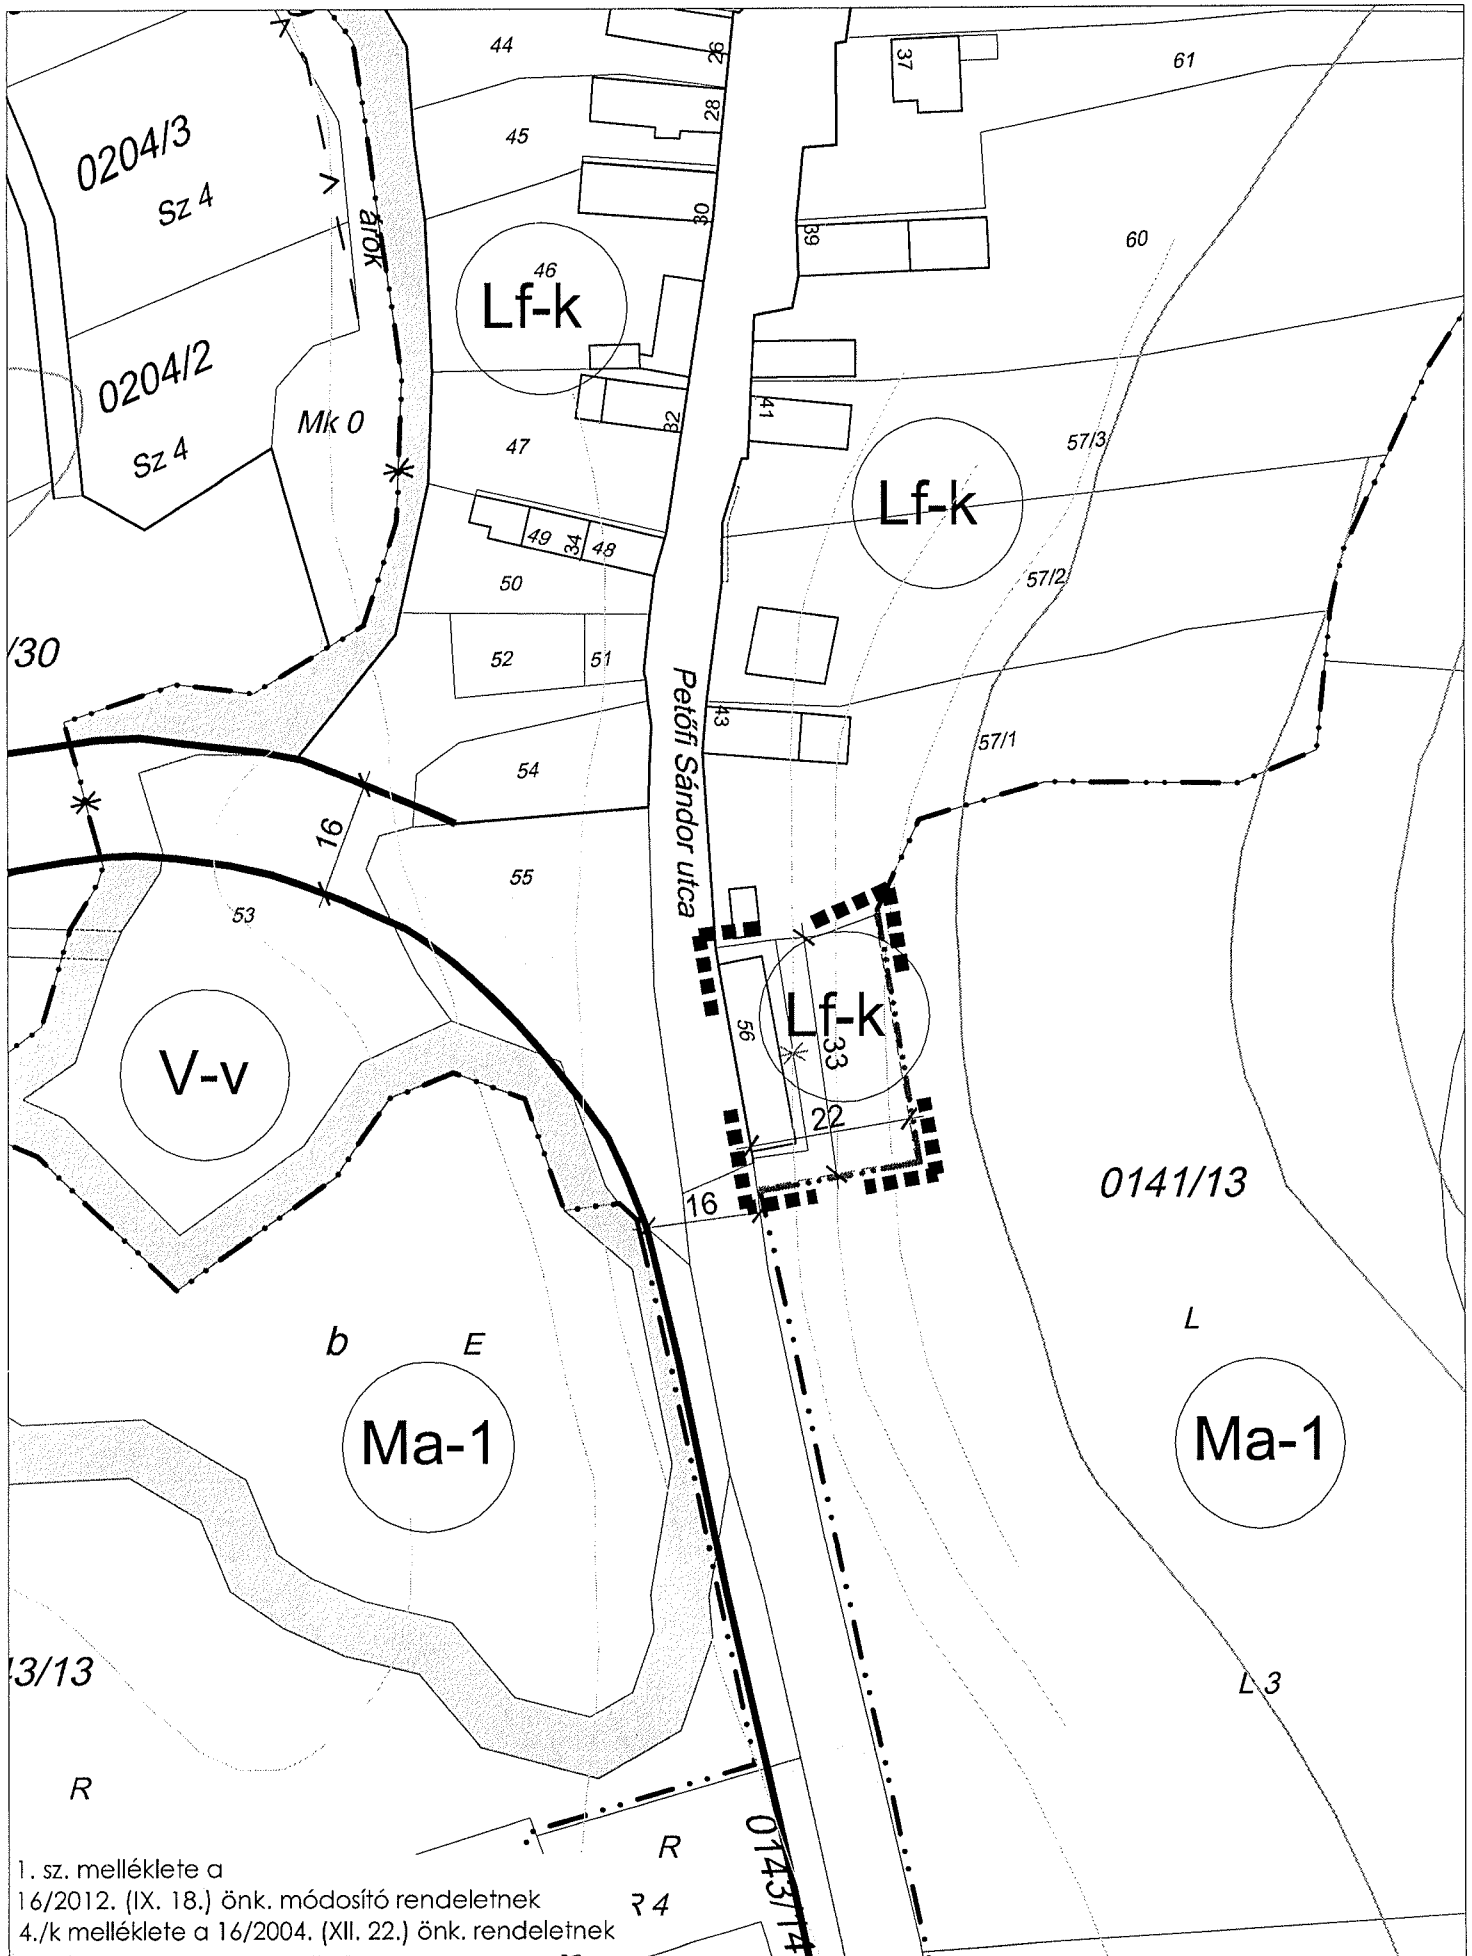 44
26
37
61
28
45
0204/3
Sz 4
30
39
60
árok
46
Lf-k
0204/2
Mk 0
Sz 4
32
41
47
57/3
Lf-k
49
34
48
50
57/2
/30
52
51
Petőfi Sándor utca
43
57/1
54
16
55
53
56
Lf-k
33
V-v
22
16
0141/13
b
E
L
Ma-1
Ma-1
43/13
L 3
R
R
0143/14
R 4
1. sz. melléklete a
16/2012. (IX. 18.) önk. módosító rendeletnek
4./k melléklete a 16/2004. (XII. 22.) önk. rendeletnek